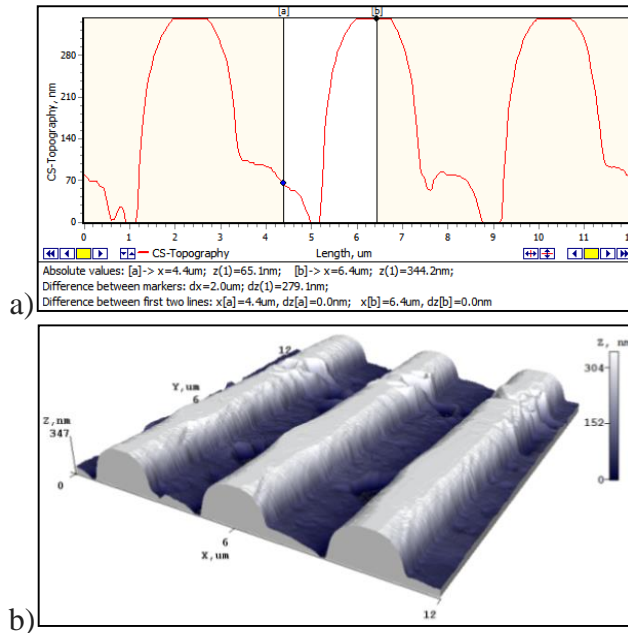 [a] [b]
280
210
140
70
0
CS-Topography, nm
0 1 2 3 4 5 6 7 8 9 10 11 12
CS-Topography Length, um
Absolute values: [a]-> x=4.4um; z(1)=65.1nm; [b]-> x=6.4um; z(1)=344.2nm;
Difference between markers: dx=2.0um; dz(1)=279.1nm;
Difference between first two lines: x[a]=4.4um, dz[a]=0.0nm; x[b]=6.4um, dz[b]=0.0nm
a)
Z, nm
304
152
0
12
Y,um
6
Z,nm
347
0
6
X,um
12
b)